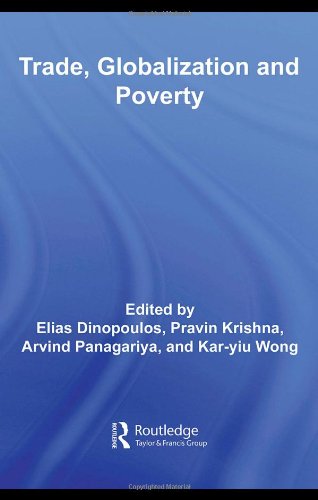 Trade, Globalization and
Poverty
Edited by
Elias Dinopoulos, Pravin Krishna,
Arvind Panagariya, and Kar-yiu Wong
ROUTLEDGE
Routledge
Taylor & Francis Group